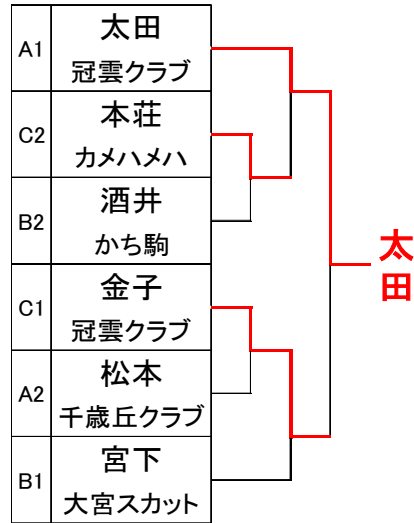 A1
太田
冠雲クラブ
C2
本荘
カメハメハ
B2
酒井
かち駒
C1
金子
冠雲クラブ
A2
松本
千歳丘クラブ
B1
宮下
大宮スカット
太
田